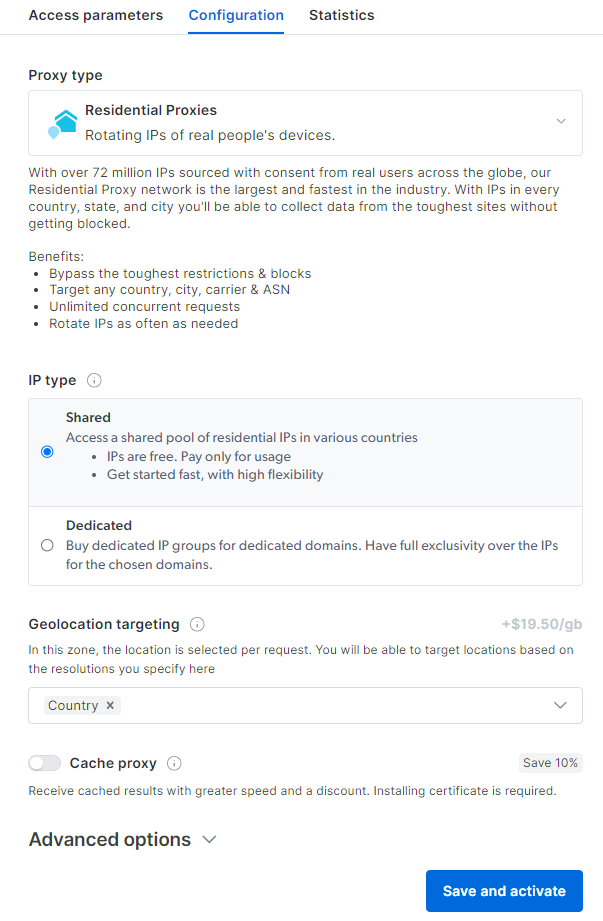 Access parameters
Configuration
Statistics
Proxy type
Residential Proxies
Rotating IPs of real people's devices.
With over 72 million IPs sourced with consent from real users across the globe, our
Residential Proxy network is the largest and fastest in the industry. With IPs in every
country, state, and city you'll be able to collect data from the toughest sites without
getting blocked.
Benefits:
• Bypass the toughest restrictions & blocks
• Target any country, city, carrier & ASN
• Unlimited concurrent requests
• Rotate IPs as often as needed
IP type
Shared
Access a shared pool of residential IPs in various countries
• IPs are free. Pay only for usage
• Get started fast, with high flexibility
Dedicated
Buy dedicated IP groups for dedicated domains. Have full exclusivity over the IPs
for the chosen domains.
Geolocation targeting
+$19.50/gb
In this zone, the location is selected per request. You will be able to target locations based on
the resolutions you specify here
Country ×
Cache proxy
Save 10%
Receive cached results with greater speed and a discount. Installing certificate is required.
Advanced options
Save and activate